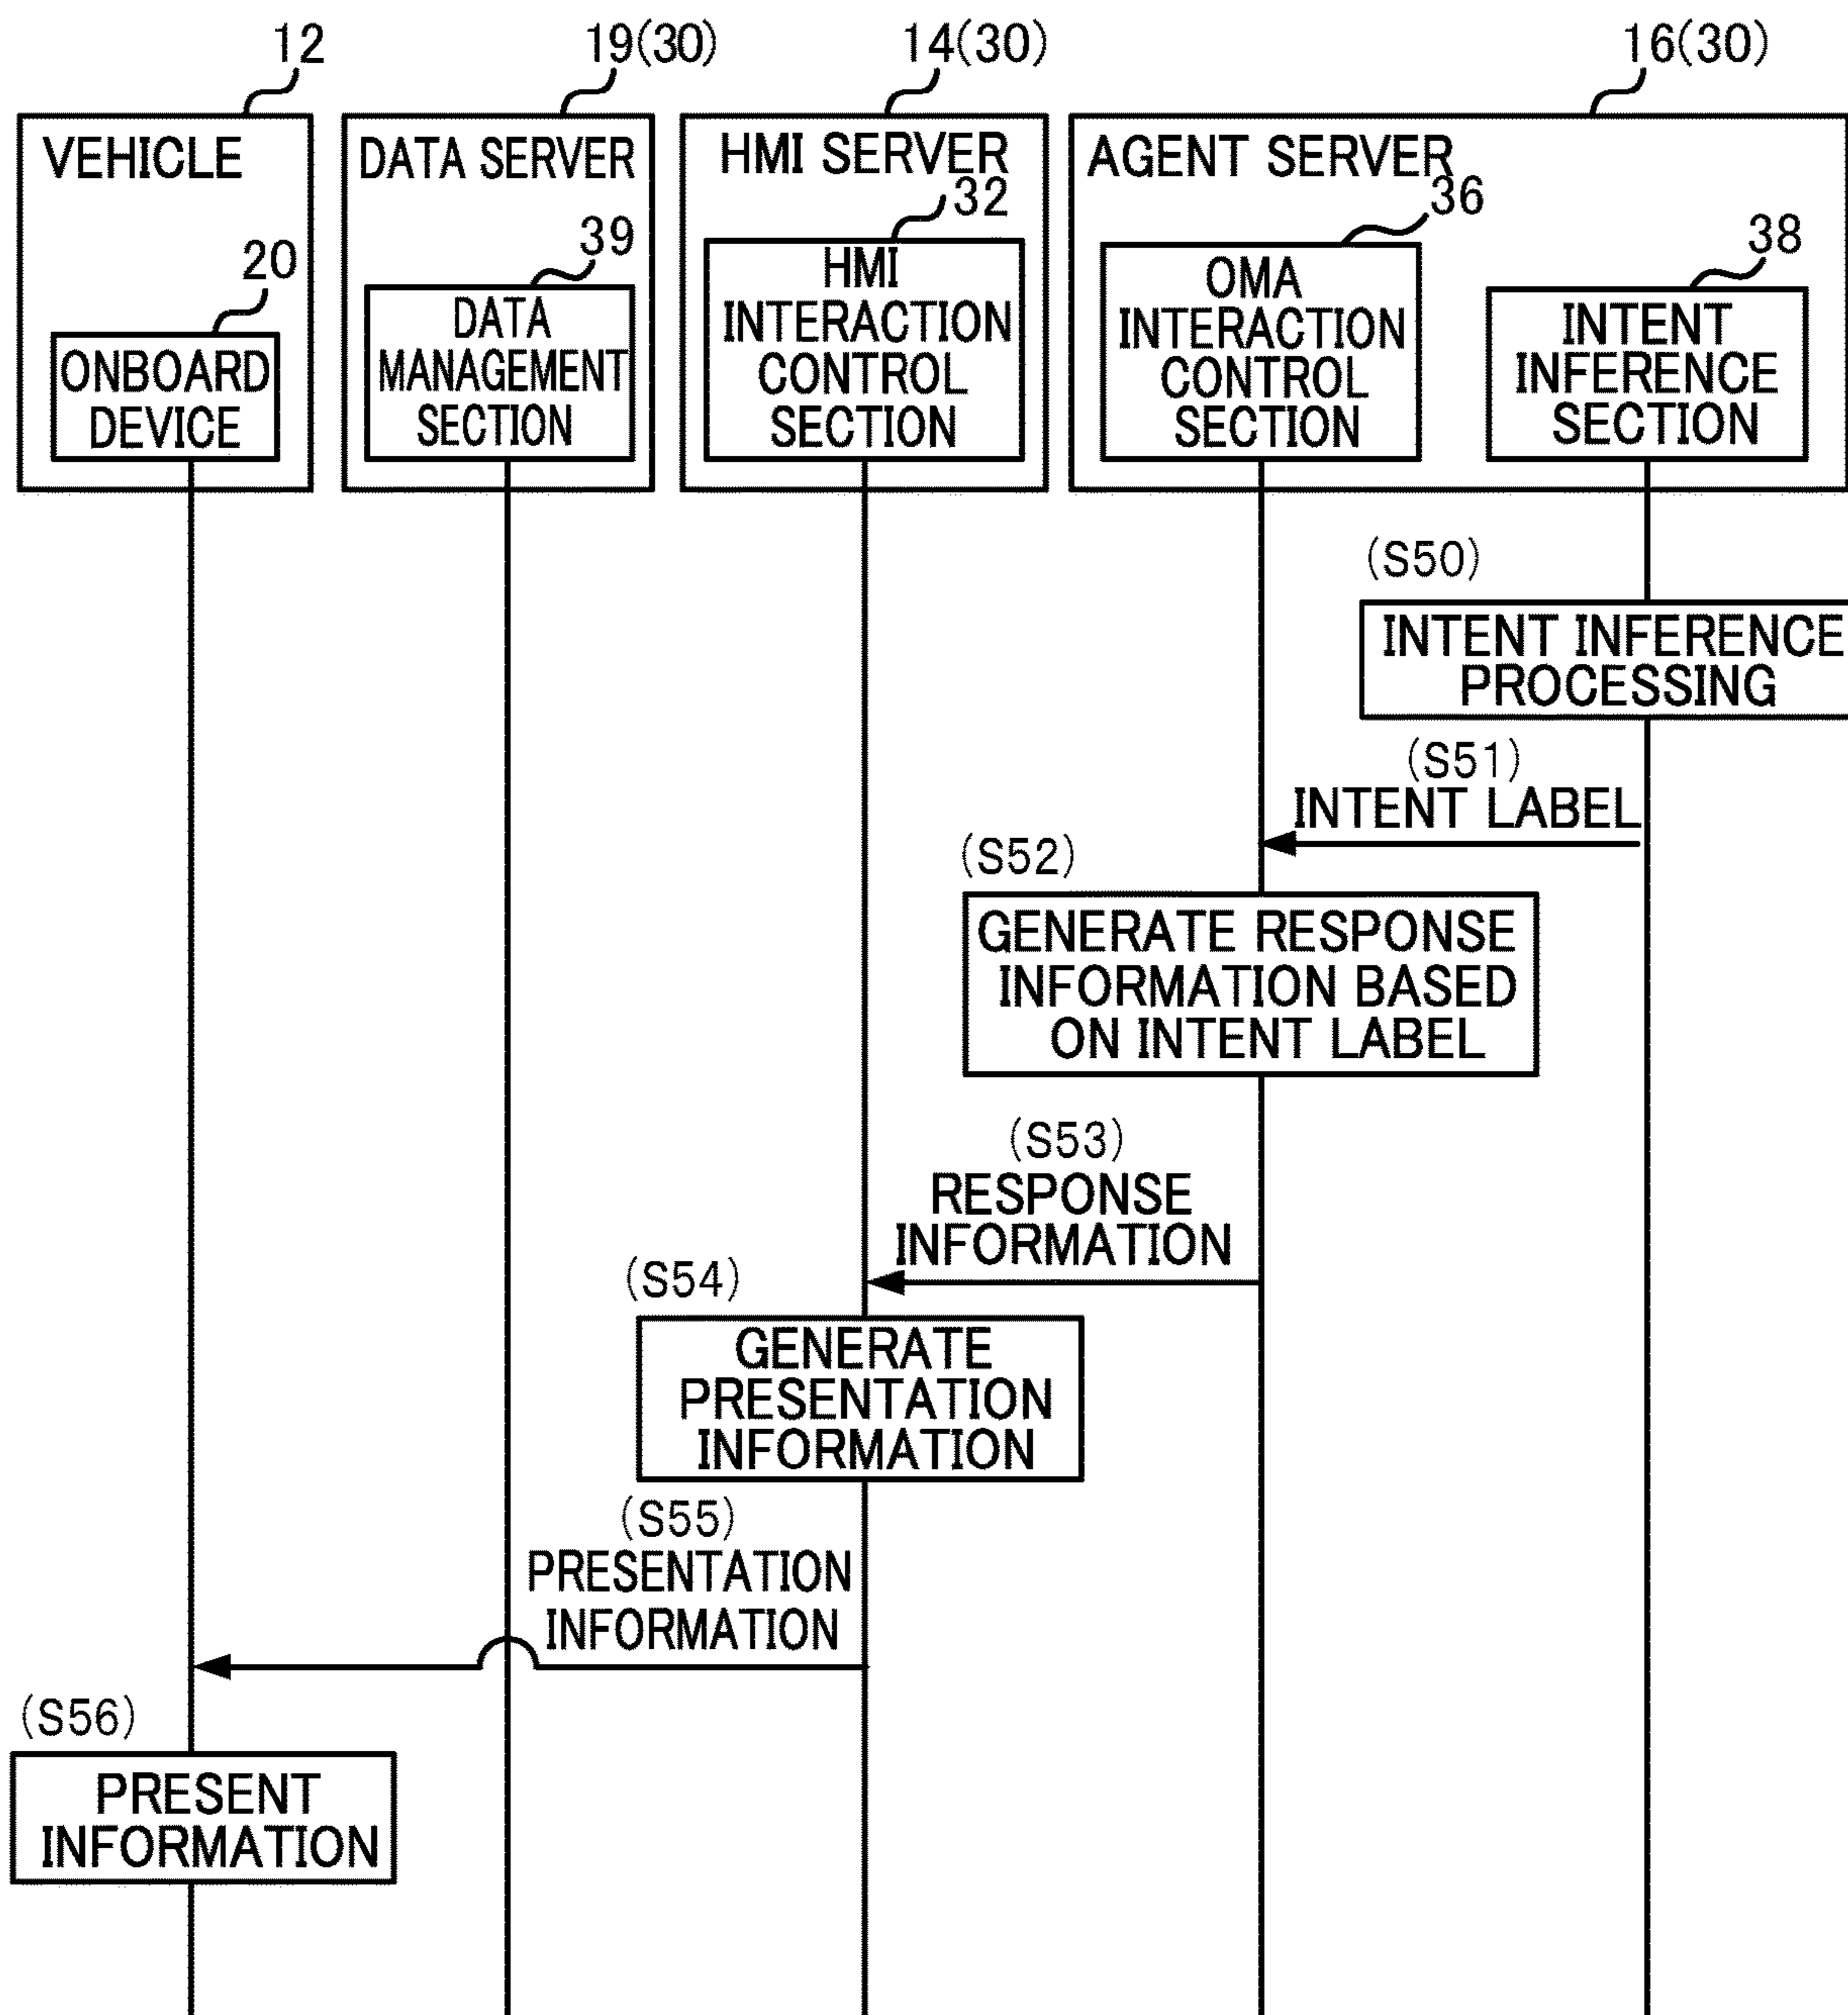 12
19(30)
14(30)
16(30)
VEHICLE
DATA SERVER
HMI SERVER
AGENT SERVER
20
39
32
36
38
ONBOARD
DEVICE
DATA
MANAGEMENT
SECTION
HMI
INTERACTION
CONTROL
SECTION
OMA
INTERACTION
CONTROL
SECTION
INTENT
INFERENCE
SECTION
(S50)
INTENT INFERENCE
PROCESSING
(S51)
INTENT LABEL
(S52)
GENERATE RESPONSE
INFORMATION BASED
ON INTENT LABEL
(S53)
RESPONSE
INFORMATION
(S54)
GENERATE
PRESENTATION
INFORMATION
(S55)
PRESENTATION
INFORMATION
(S56)
PRESENT
INFORMATION